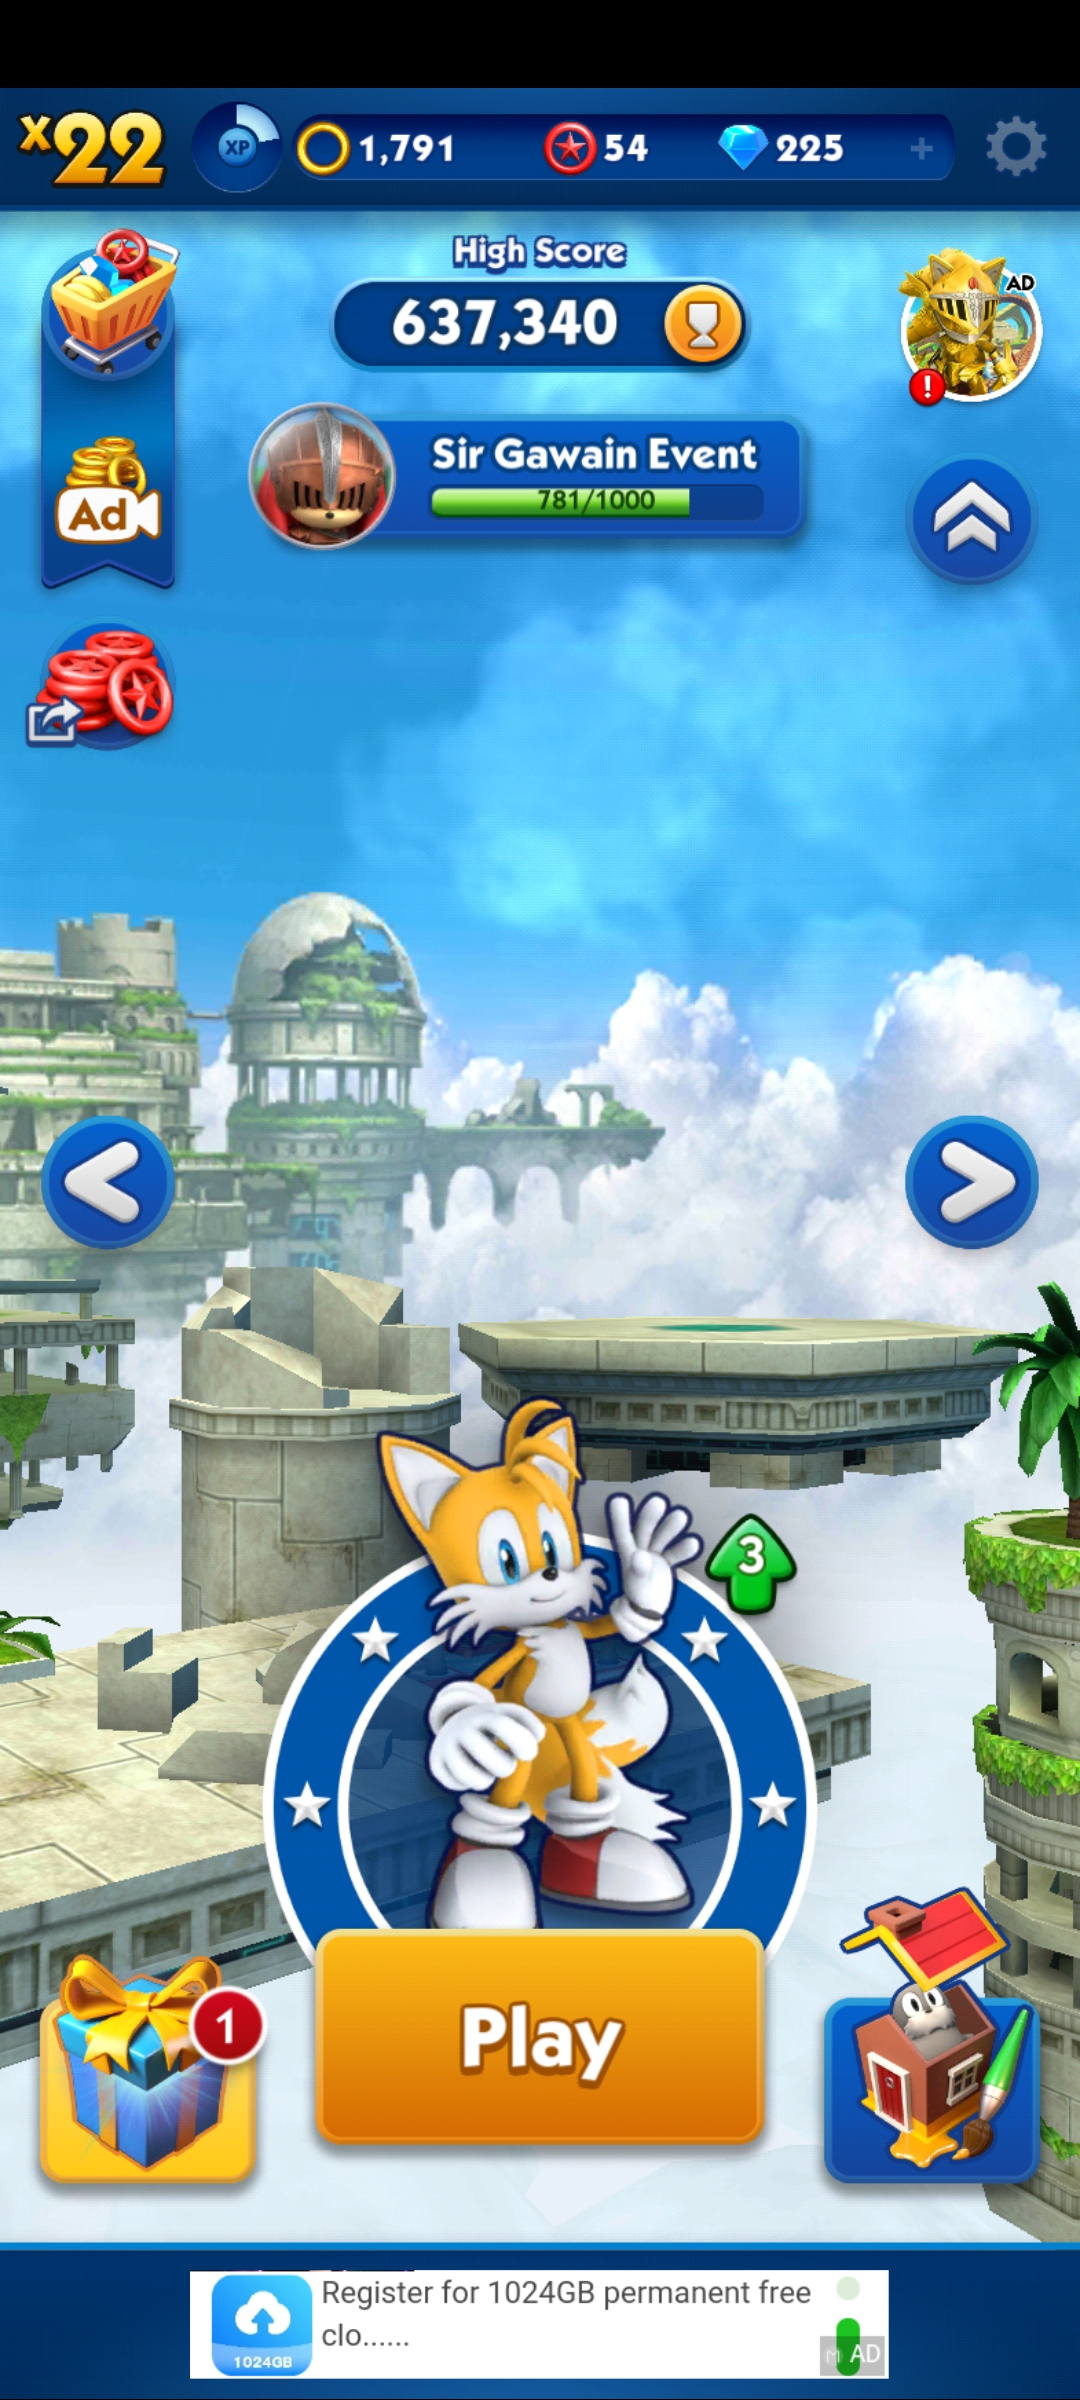 x22
XP
1,791
54
225
+
High Score
637,340
AD
!
Sir Gawain Event
781/1000
Ad
3
1
Play
Register for 1024GB permanent free
clo......
1024GB
AD